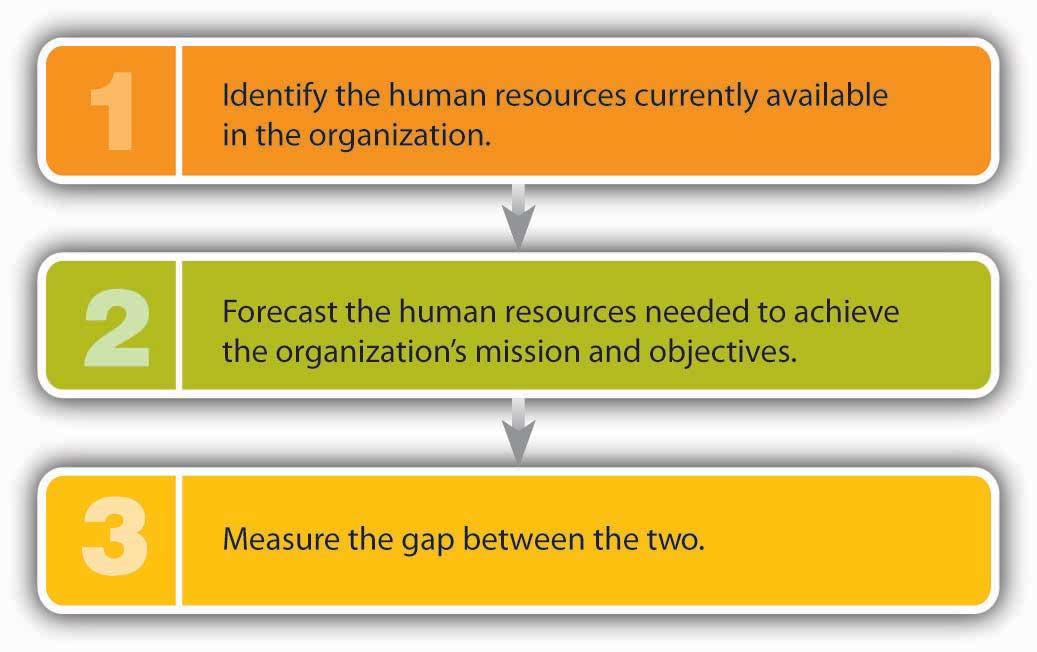 1
Identify the human resources currently available
in the organization.
2
Forecast the human resources needed to achieve
the organization’s mission and objectives.
3
Measure the gap between the two.